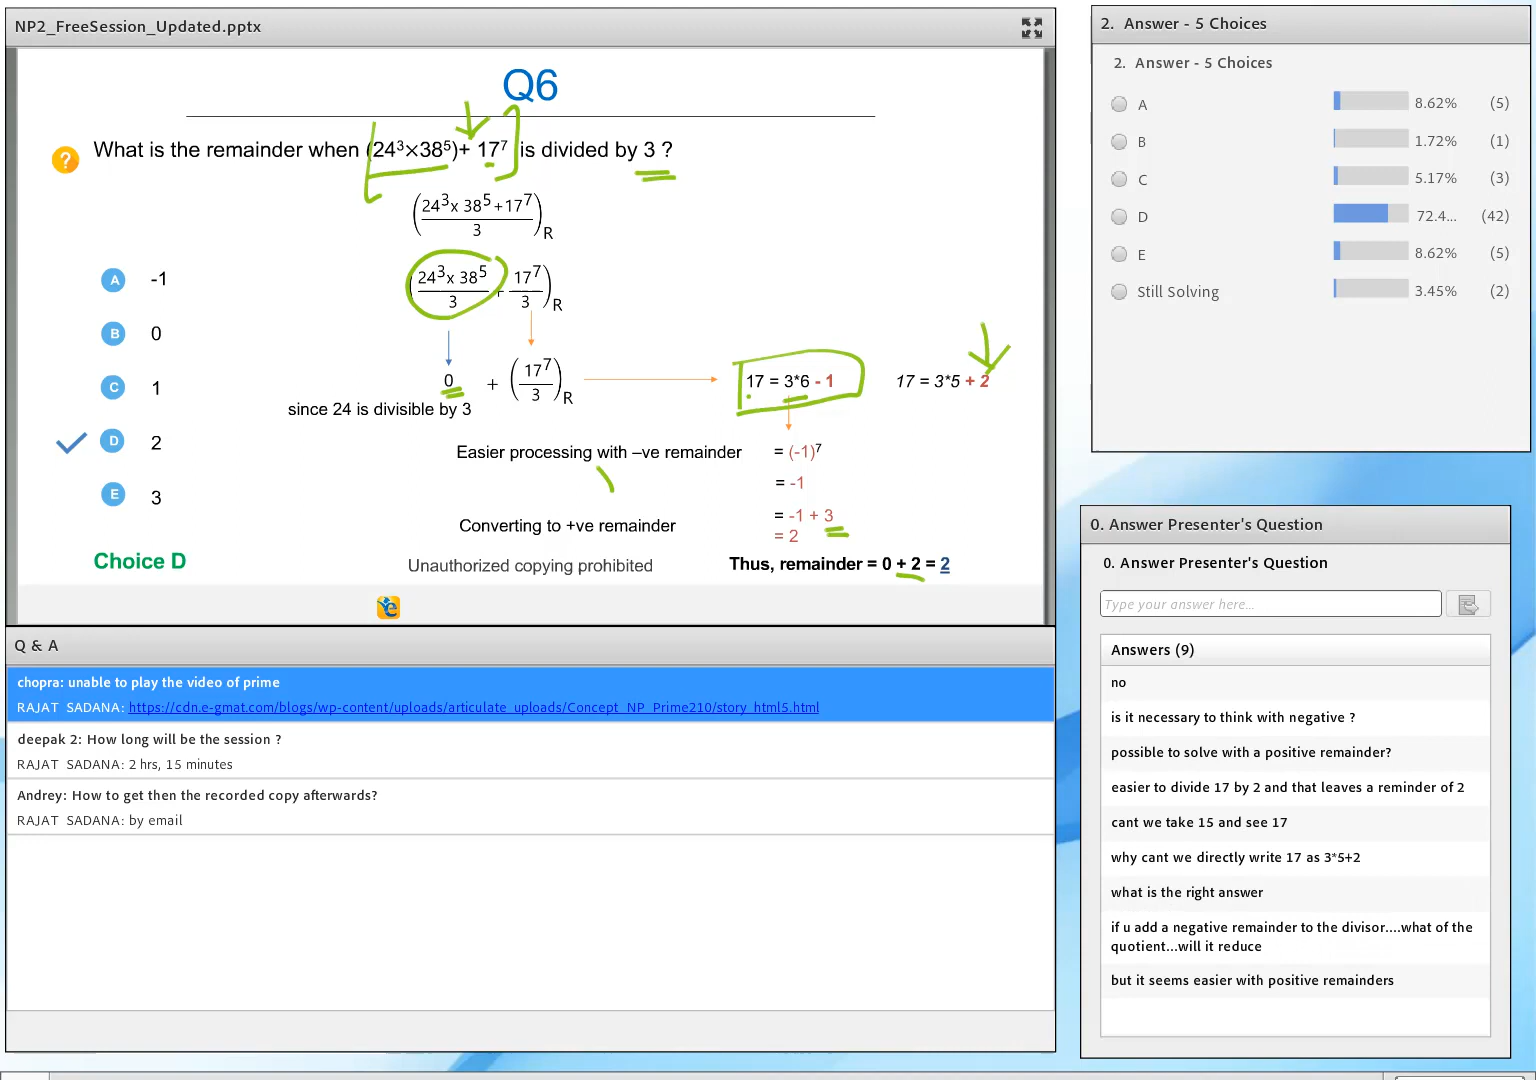 NP2_FreeSession_Updated.pptx
Q6
? What is the remainder when (24³×38⁵)+ 17⁷ is divided by 3 ?
(24³x 38⁵+17⁷ / 3)R
(24³x 38⁵ / 3 + 17⁷ / 3)R
A -1
B 0
C 1
D 2
E 3
0 + (17⁷ / 3)R
17 = 3*6 - 1
17 = 3*5 + 2
since 24 is divisible by 3
Easier processing with –ve remainder = (-1)⁷
= -1
Converting to +ve remainder = -1 + 3
= 2
Choice D
Unauthorized copying prohibited
Thus, remainder = 0 + 2 = 2
e
Q & A
chopra: unable to play the video of prime
RAJAT SADANA: https://cdn.e-gmat.com/blogs/wp-content/uploads/articulate_uploads/Concept_NP_Prime210/story_html5.html
deepak 2: How long will be the session ?
RAJAT SADANA: 2 hrs, 15 minutes
Andrey: How to get then the recorded copy afterwards?
RAJAT SADANA: by email
2. Answer - 5 Choices
2. Answer - 5 Choices
A 8.62% (5)
B 1.72% (1)
C 5.17% (3)
D 72.4... (42)
E 8.62% (5)
Still Solving 3.45% (2)
0. Answer Presenter's Question
0. Answer Presenter's Question
Type your answer here...
Answers (9)
no
is it necessary to think with negative ?
possible to solve with a positive remainder?
easier to divide 17 by 2 and that leaves a reminder of 2
cant we take 15 and see 17
why cant we directly write 17 as 3*5+2
what is the right answer
if u add a negative remainder to the divisor....what of the
quotient...will it reduce
but it seems easier with positive remainders